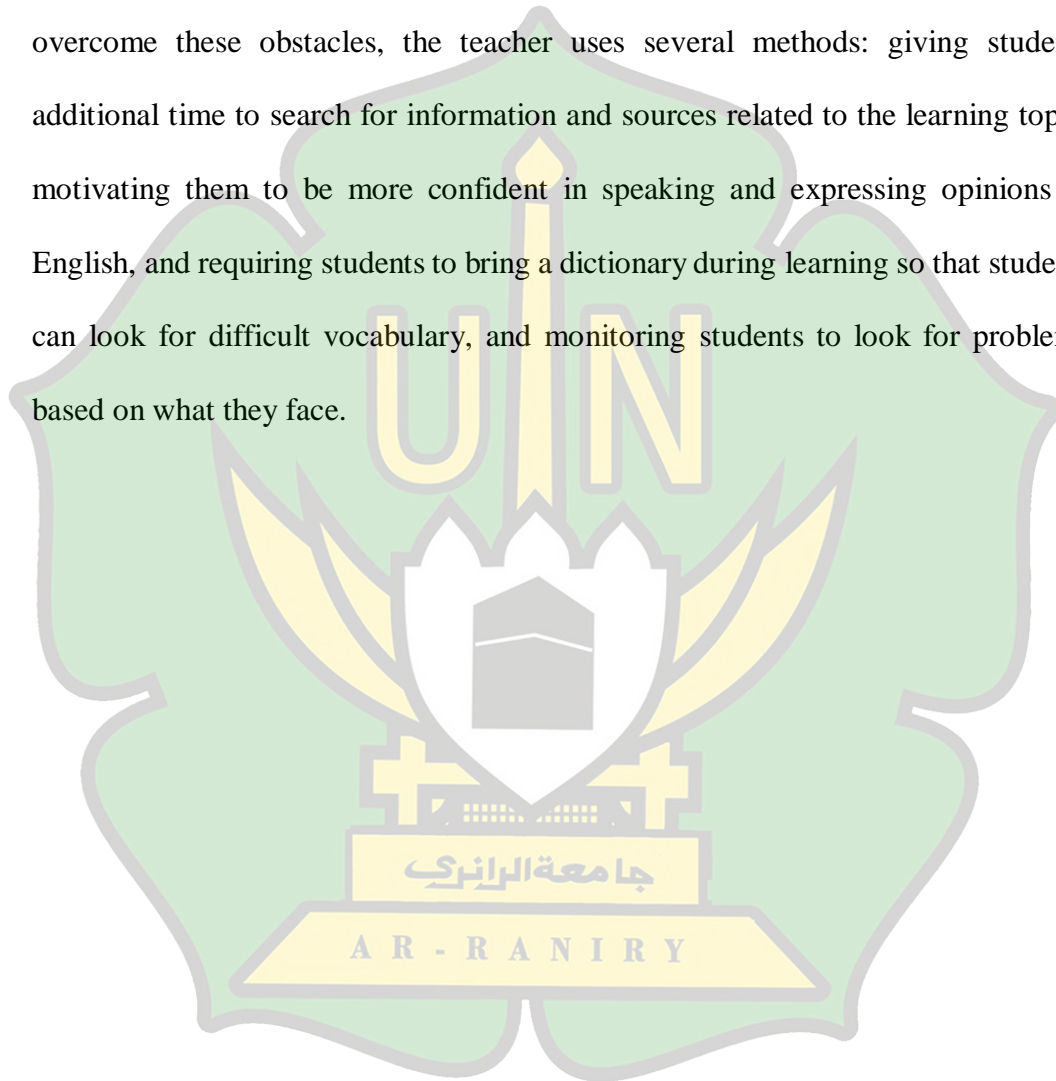 overcome these obstacles, the teacher uses several methods: giving stude
additional time to search for information and sources related to the learning top
motivating them to be more confident in speaking and expressing opinions
English, and requiring students to bring a dictionary during learning so that stude
can look for difficult vocabulary, and monitoring students to look for proble
based on what they face.
UIN
جامعة الرانري
AR-RANIRY